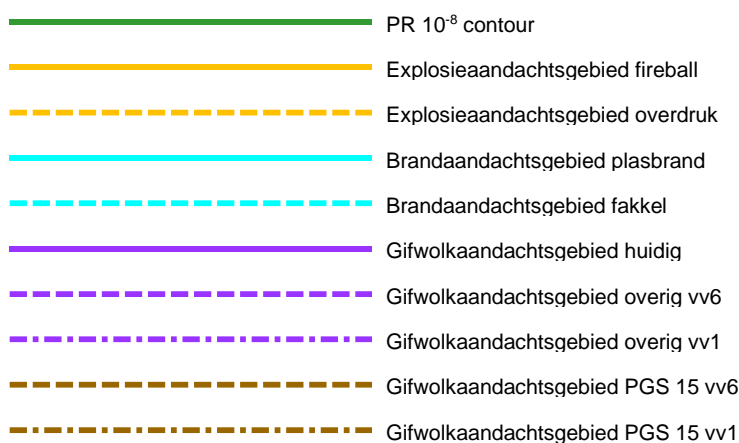 PR 10⁻⁸ contour
Explosieaandachtsgebied fireball
Explosieaandachtsgebied overdruk
Brandaandachtsgebied plasbrand
Brandaandachtsgebied fakkel
Gifwolkaandachtsgebied huidig
Gifwolkaandachtsgebied overig vv6
Gifwolkaandachtsgebied overig vv1
Gifwolkaandachtsgebied PGS 15 vv6
Gifwolkaandachtsgebied PGS 15 vv1